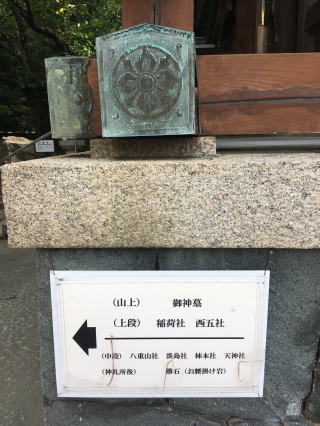 (山上) 御神墓
(上段) 稲荷社 西五社
(中段) 八重山社 淡島社 柿本社 天神社
(神札所後) 勝石(お腰掛け岩)